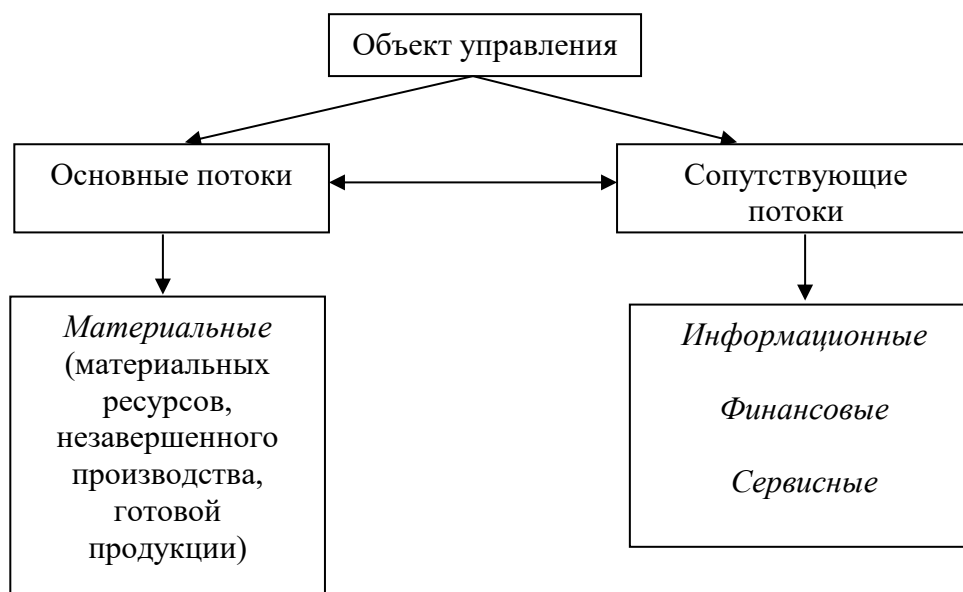 Объект управления
Основные потоки
Сопутствующие
потоки
Материальные
(материальных
ресурсов,
незавершенного
производства,
готовой
продукции)
Информационные
Финансовые
Сервисные